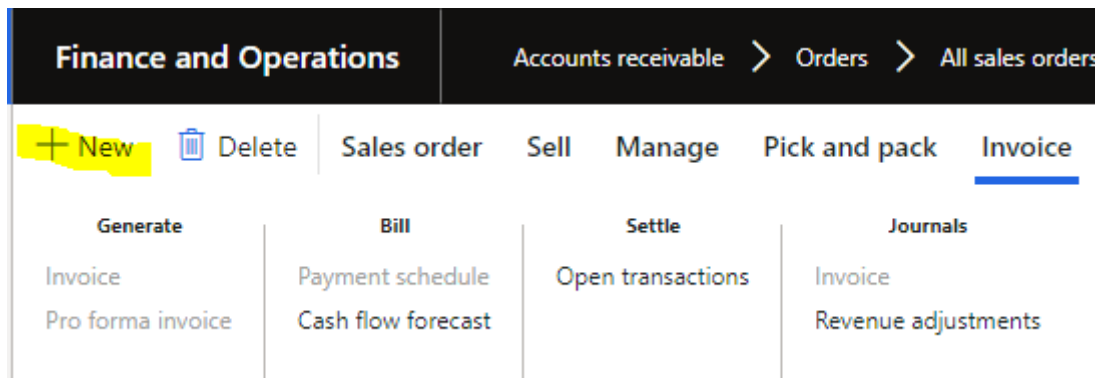 Finance and Operations
Accounts receivable > Orders > All sales orders
+ New Delete Sales order Sell Manage Pick and pack Invoice
Generate Bill Settle Journals
Invoice Payment schedule Open transactions Invoice
Pro forma invoice Cash flow forecast Revenue adjustments